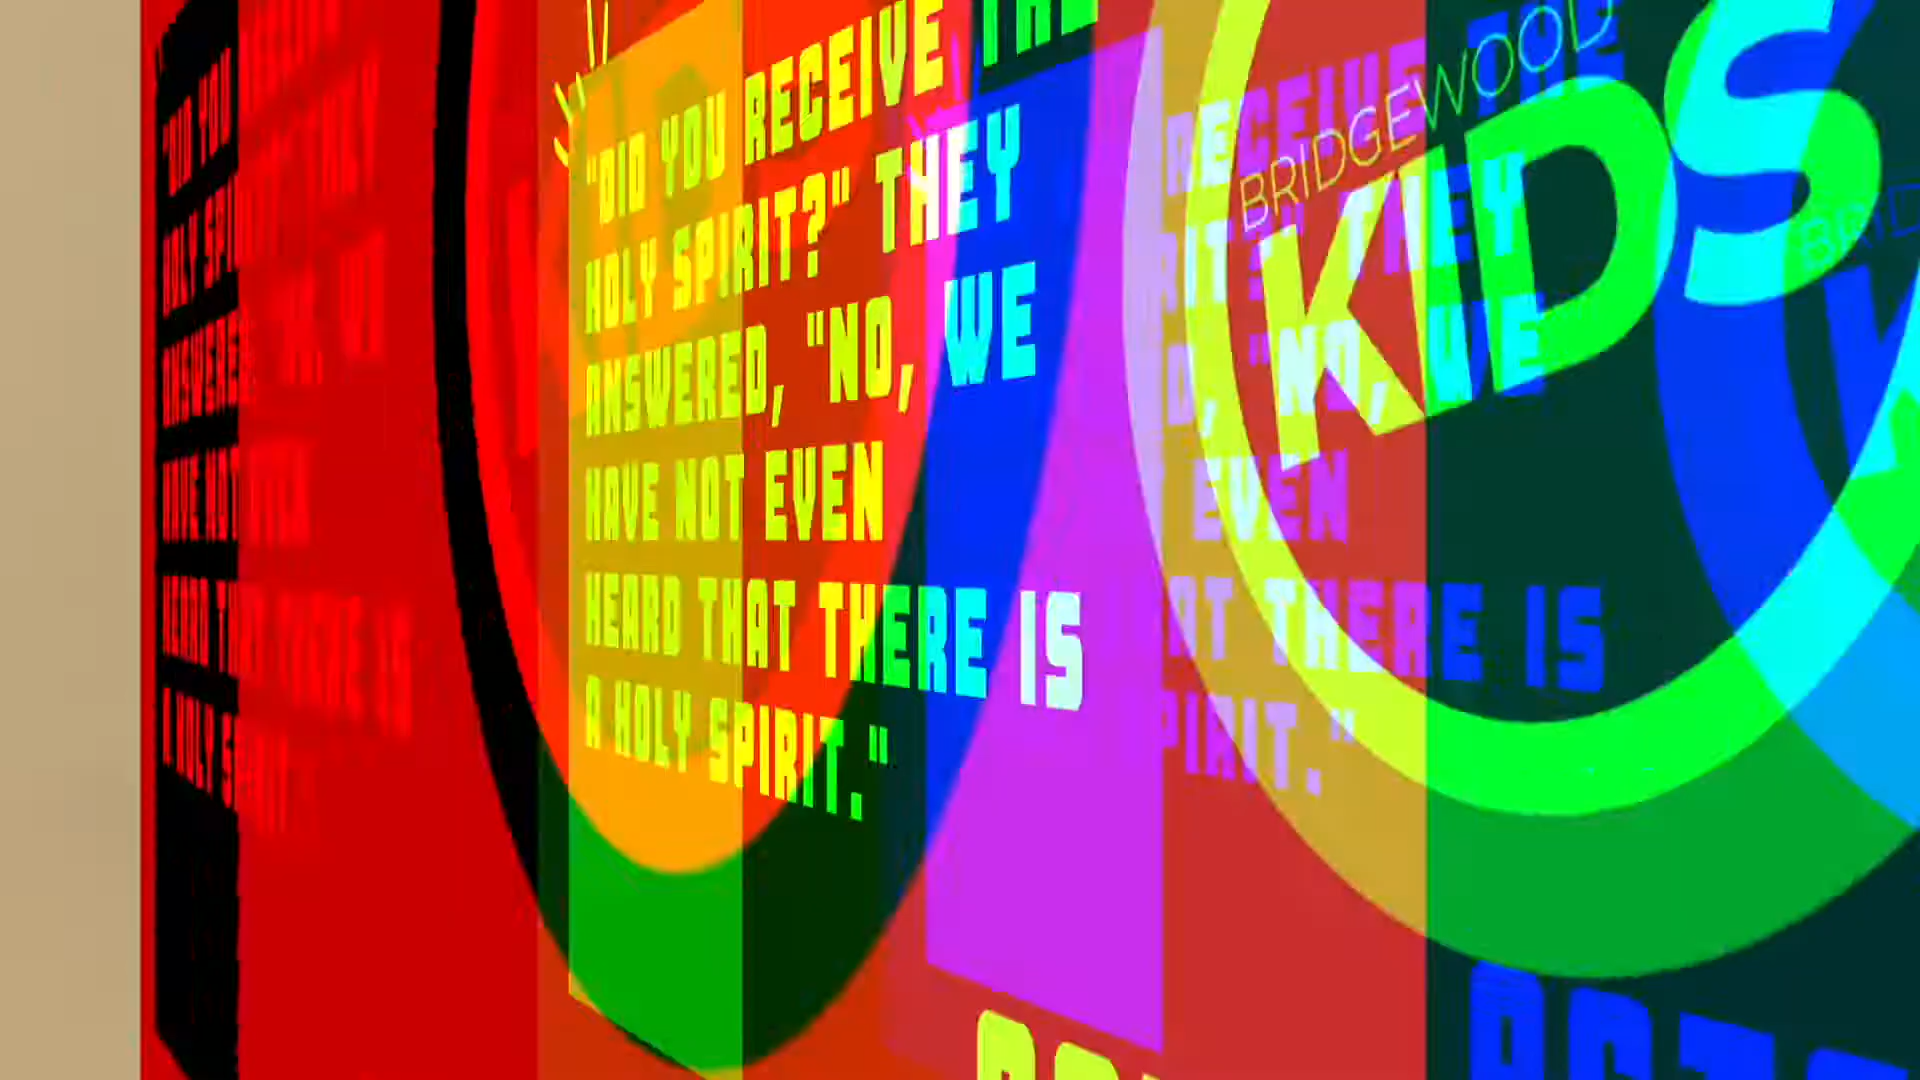 "DID YOU RECEIVE THE
HOLY SPIRIT?" THEY
ANSWERED, "NO, WE
HAVE NOT EVEN
HEARD THAT THERE IS
A HOLY SPIRIT."
BRIDGEWOOD
KIDS